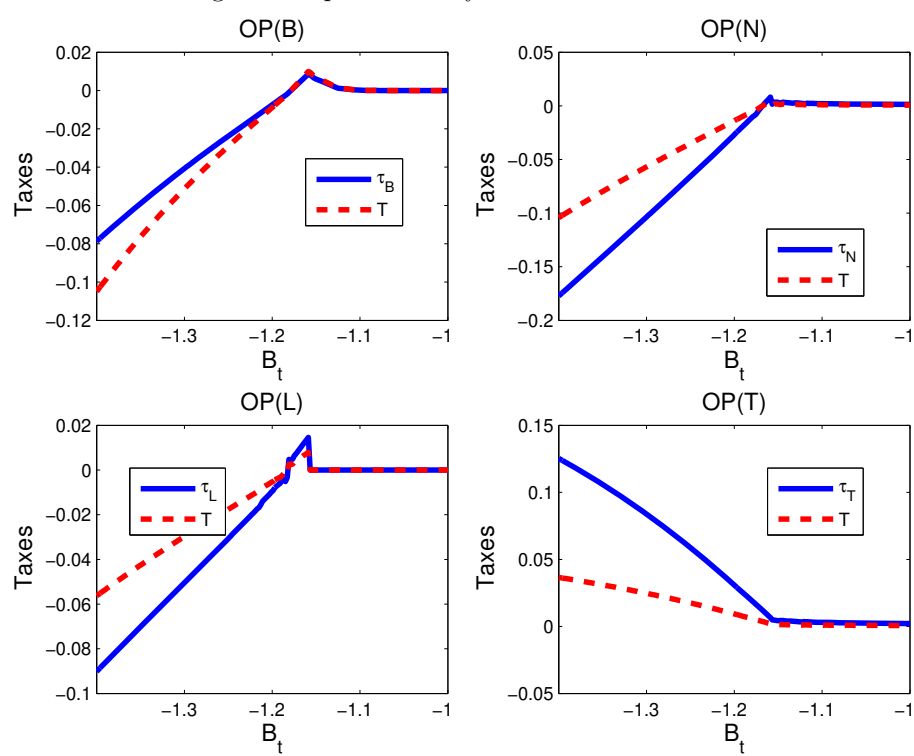 OP(B)
0.02
0
−0.02
−0.04
−0.06
−0.08
−0.1
−0.12
Taxes
τ_B
T
−1.3
−1.2
−1.1
−1
B_t
OP(N)
0.05
0
−0.05
−0.1
−0.15
−0.2
Taxes
τ_N
T
−1.3
−1.2
−1.1
−1
B_t
OP(L)
0.02
0
−0.02
−0.04
−0.06
−0.08
−0.1
Taxes
τ_L
T
−1.3
−1.2
−1.1
−1
B_t
OP(T)
0.15
0.1
0.05
0
−0.05
Taxes
τ_T
T
−1.3
−1.2
−1.1
−1
B_t